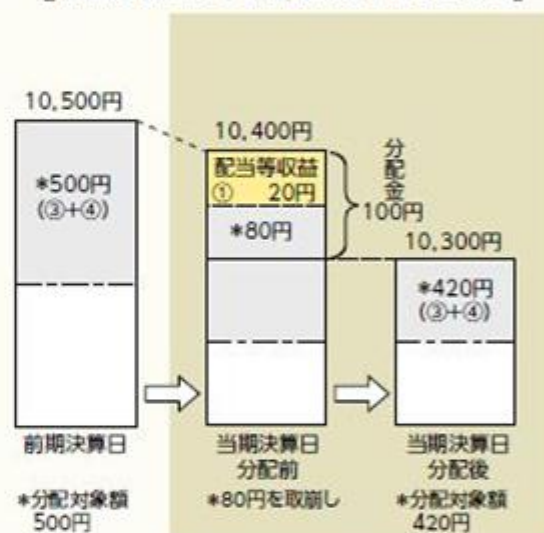 10,500円
*500円
(③+④)
前期決算日
*分配対象額
500円
10,400円
配当等収益
① 20円
*80円
分配金
100円
当期決算日
分配前
*80円を取崩し
10,300円
*420円
(③+④)
当期決算日
分配後
*分配対象額
420円